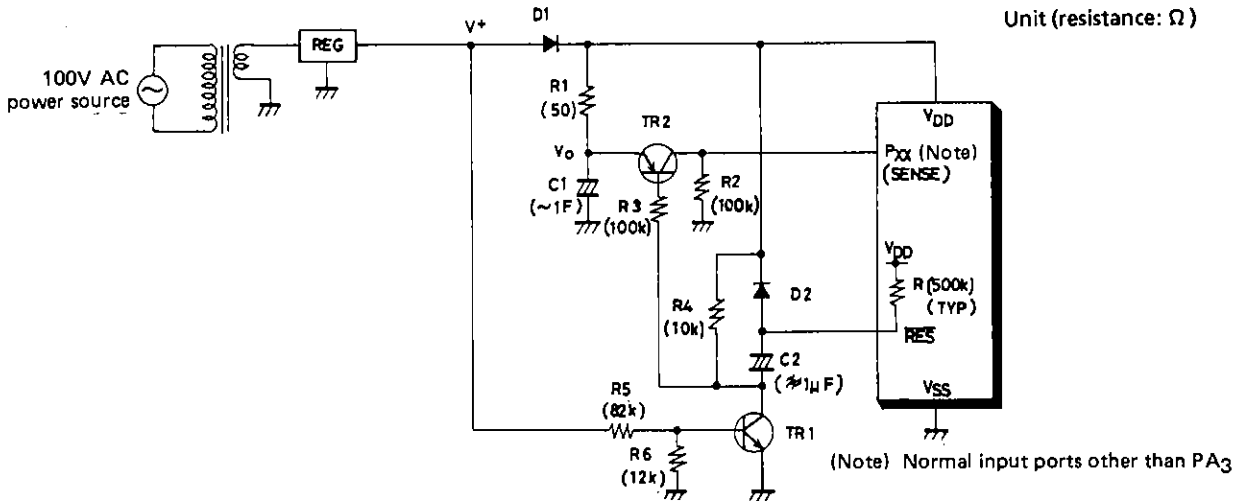 Unit (resistance: Ω)
V+
D1
REG
100V AC
power source
R1
(50)
TR2
VDD
Vo
PXX (Note)
(SENSE)
C1
(~1F)
R2
(100k)
R3
(100k)
VDD
R (500k)
(TYP)
D2
R4
(10k)
RES
C2
(≈1μF)
VSS
R5
(82k)
TR1
R6
(12k)
(Note) Normal input ports other than PA3